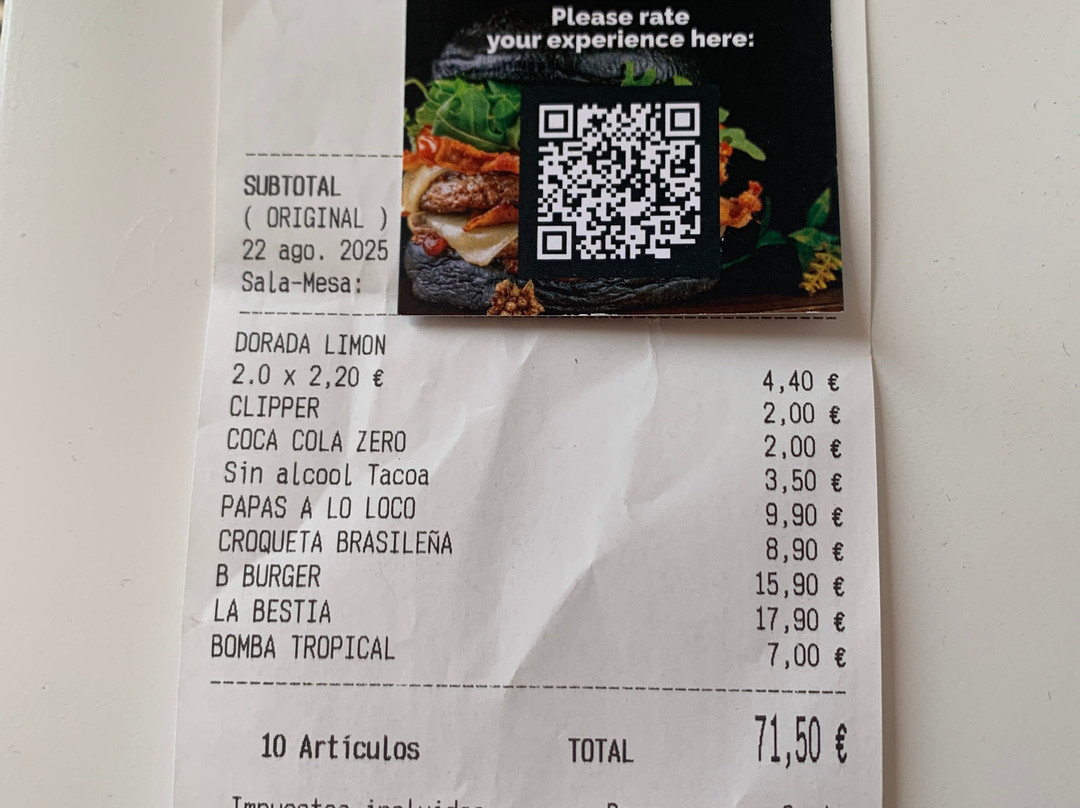 Please rate
your experience here:
SUBTOTAL
( ORIGINAL )
22 ago. 2025
Sala-Mesa:
DORADA LIMON
2.0 x 2,20 € 4,40 €
CLIPPER 2,00 €
COCA COLA ZERO 2,00 €
Sin alcool Tacoa 3,50 €
PAPAS A LO LOCO 9,90 €
CROQUETA BRASILEÑA 8,90 €
B BURGER 15,90 €
LA BESTIA 17,90 €
BOMBA TROPICAL 7,00 €
10 Artículos TOTAL 71,50 €
Impuestos incluidos